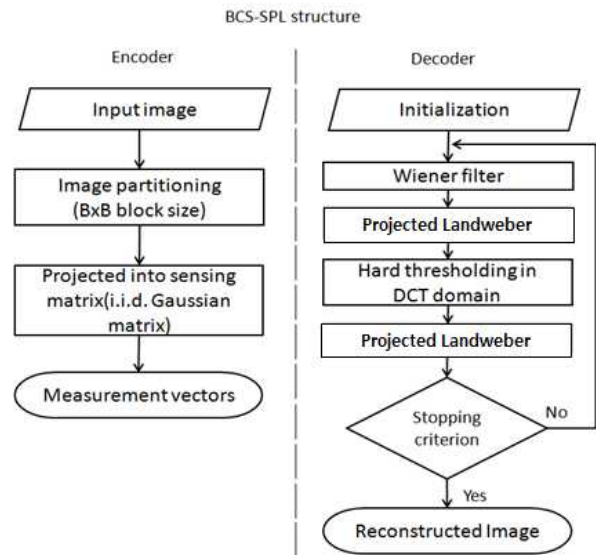 BCS-SPL structure
Encoder
Input image
Image partitioning
(BxB block size)
Projected into sensing
matrix(i.i.d. Gaussian
matrix)
Measurement vectors
Decoder
Initialization
Wiener filter
Projected Landweber
Hard thresholding in
DCT domain
Projected Landweber
Stopping
criterion
No
Yes
Reconstructed Image